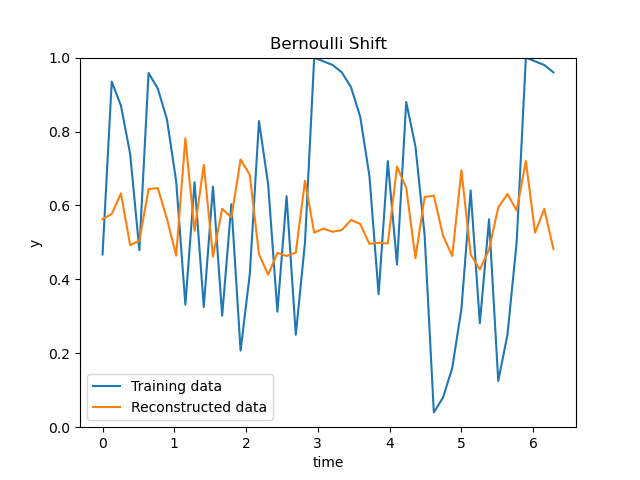 Bernoulli Shift
1.0
0.8
0.6
0.4
0.2
0.0
y
Training data
Reconstructed data
0 1 2 3 4 5 6
time